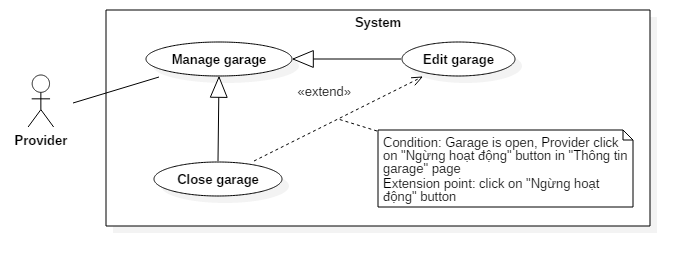 System
Manage garage
Edit garage
«extend»
Provider
Condition: Garage is open, Provider click
on "Ngừng hoạt động" button in "Thông tin
garage" page
Extension point: click on "Ngừng hoạt
động" button
Close garage